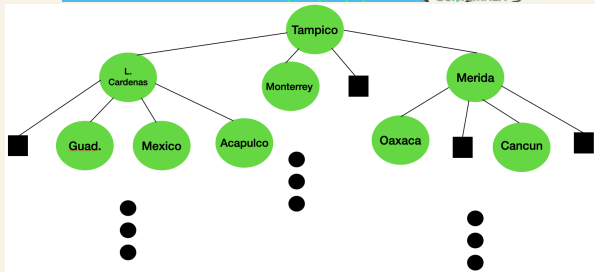 Tampico
L.
Cardenas
Monterrey
Merida
Guad.
Mexico
Acapulco
Oaxaca
Cancun